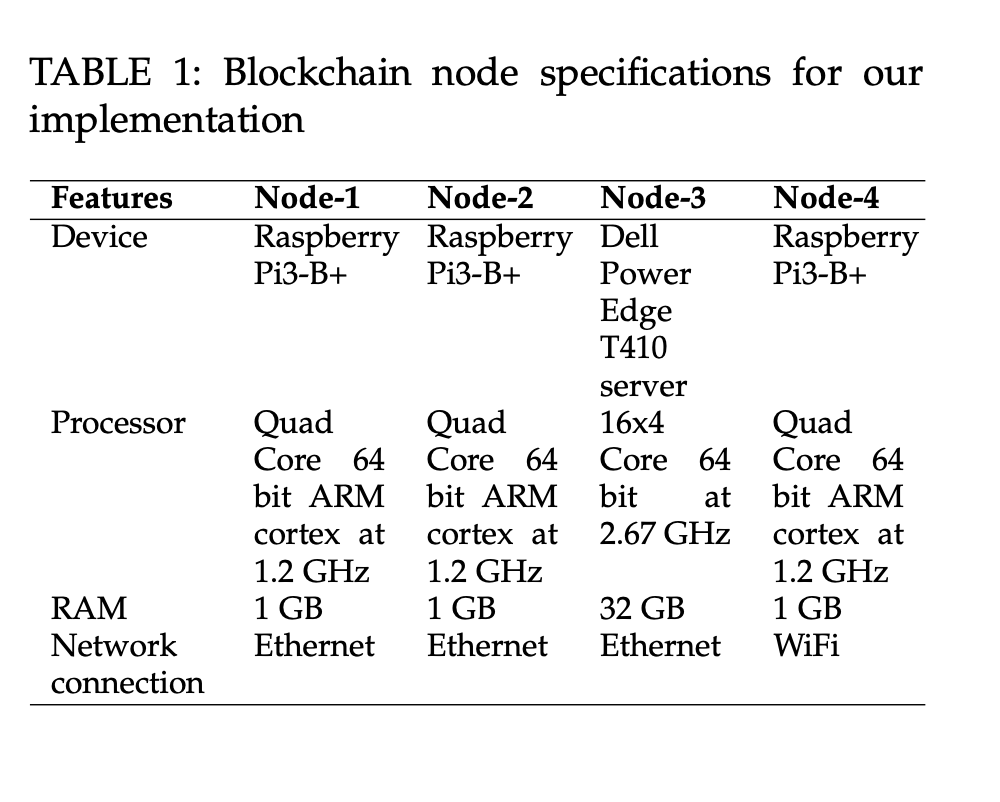 TABLE 1: Blockchain node specifications for our
implementation
Features Node-1 Node-2 Node-3 Node-4
Device Raspberry Raspberry Dell Raspberry
Pi3-B+ Pi3-B+ Power Pi3-B+
Edge
T410
server
Processor Quad Quad 16x4 Quad
Core 64 Core 64 Core 64 Core 64
bit ARM bit ARM bit at bit ARM
cortex at cortex at 2.67 GHz cortex at
1.2 GHz 1.2 GHz 1.2 GHz
RAM 1 GB 1 GB 32 GB 1 GB
Network Ethernet Ethernet Ethernet WiFi
connection